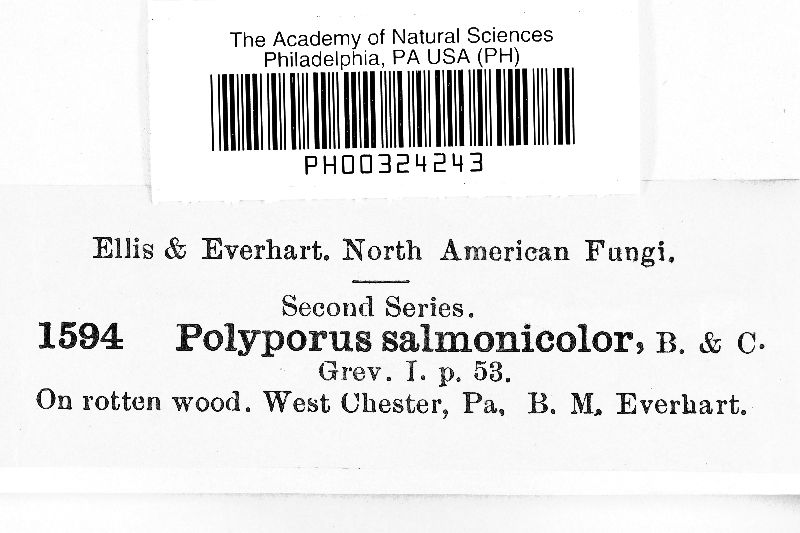 The Academy of Natural Sciences
Philadelphia, PA USA (PH)
PH00324243
Ellis & Everhart. North American Fungi.
Second Series.
1594 Polyporus salmonicolor, B. & C.
Grev. I. p. 53.
On rotten wood. West Chester, Pa, B. M. Everhart.